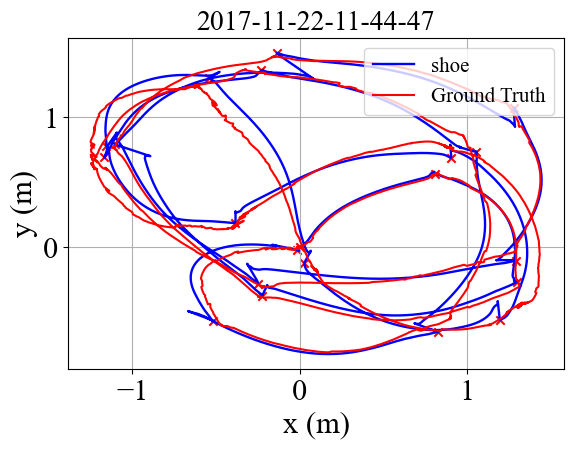 2017-11-22-11-44-47
shoe
Ground Truth
1
0
y (m)
−1
0
1
x (m)